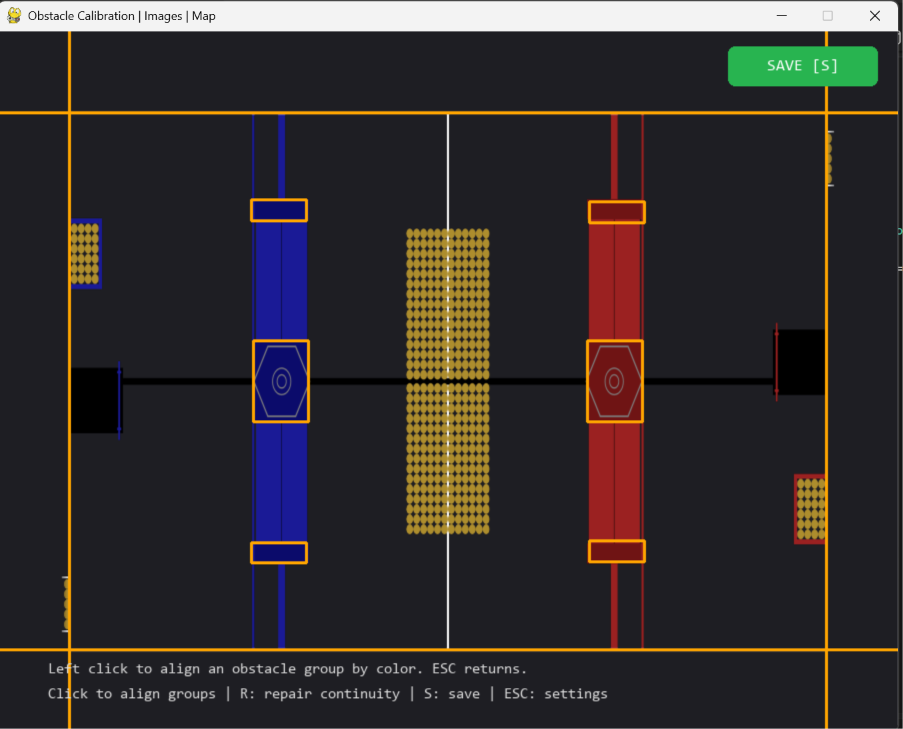 Obstacle Calibration | Images | Map
SAVE [S]
Left click to align an obstacle group by color. ESC returns.
Click to align groups | R: repair continuity | S: save | ESC: settings